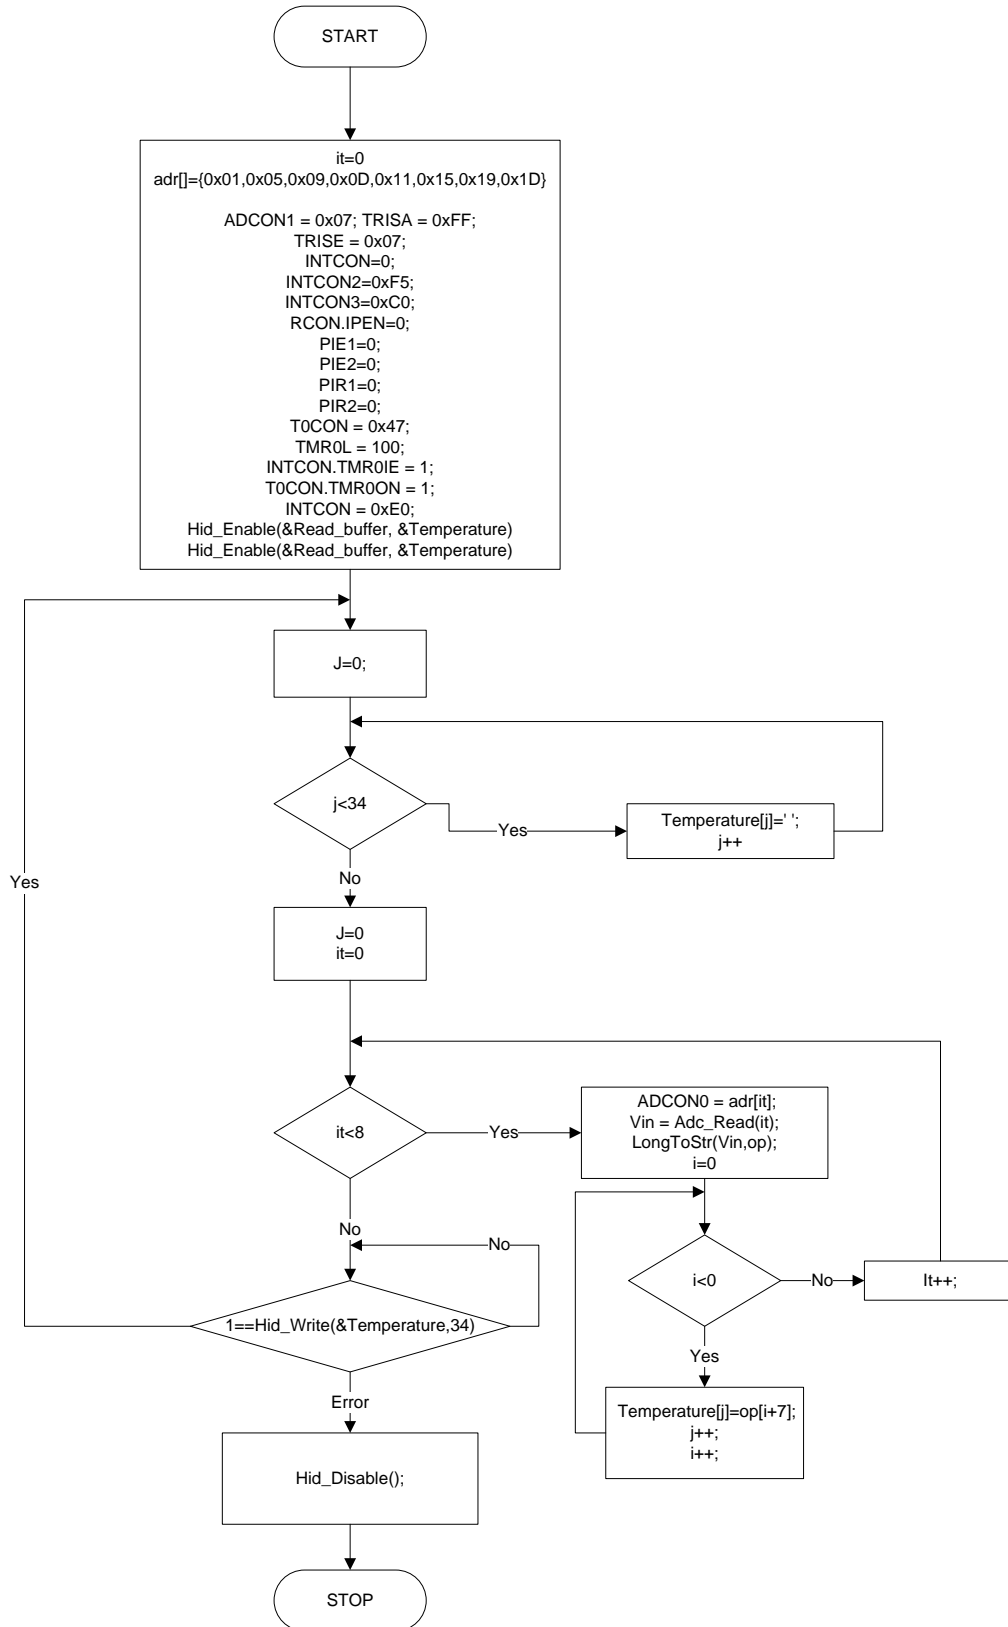 START
it=0
adr[]={0x01,0x05,0x09,0x0D,0x11,0x15,0x19,0x1D}
ADCON1 = 0x07; TRISA = 0xFF;
TRISE = 0x07;
INTCON=0;
INTCON2=0xF5;
INTCON3=0xC0;
RCON.IPEN=0;
PIE1=0;
PIE2=0;
PIR1=0;
PIR2=0;
T0CON = 0x47;
TMR0L = 100;
INTCON.TMR0IE = 1;
T0CON.TMR0ON = 1;
INTCON = 0xE0;
Hid_Enable(&Read_buffer, &Temperature)
Hid_Enable(&Read_buffer, &Temperature)
J=0;
j<34
Yes
Temperature[j]=' ';
j++
Yes
No
J=0
it=0
it<8
Yes
ADCON0 = adr[it];
Vin = Adc_Read(it);
LongToStr(Vin,op);
i=0
No
No
i<0
No
It++;
1==Hid_Write(&Temperature,34)
Yes
Error
Temperature[j]=op[i+7];
j++;
i++;
Hid_Disable();
STOP